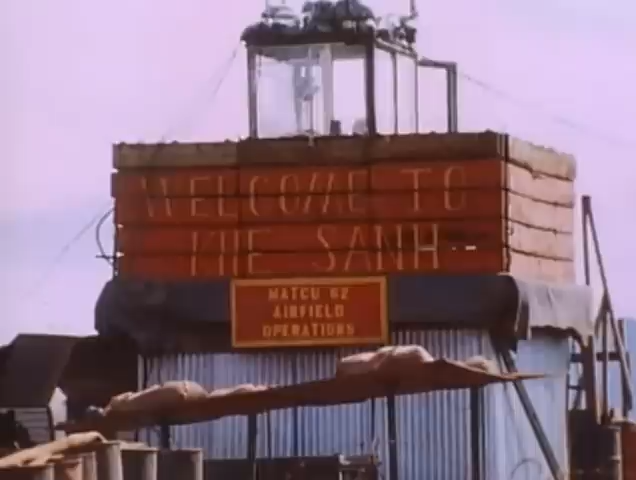 WELCOME TO
KHE SANH
MATCU 62
AIRFIELD
OPERATIONS